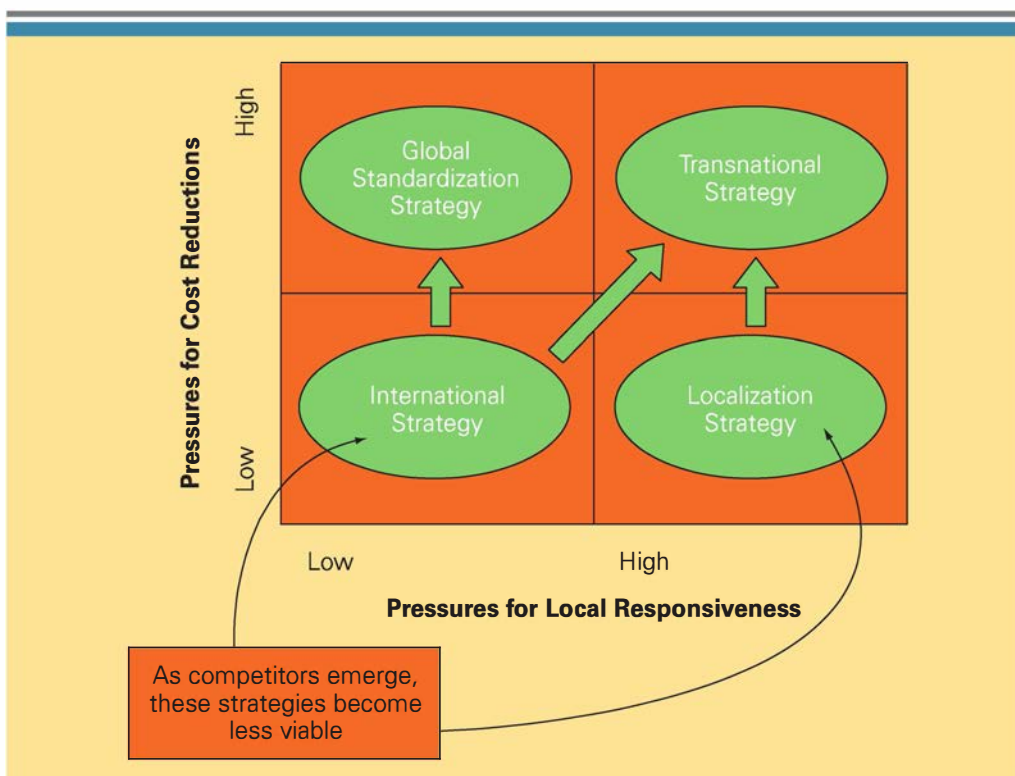 Pressures for Cost Reductions
High
Low
Global
Standardization
Strategy
Transnational
Strategy
International
Strategy
Localization
Strategy
Low
High
Pressures for Local Responsiveness
As competitors emerge,
these strategies become
less viable